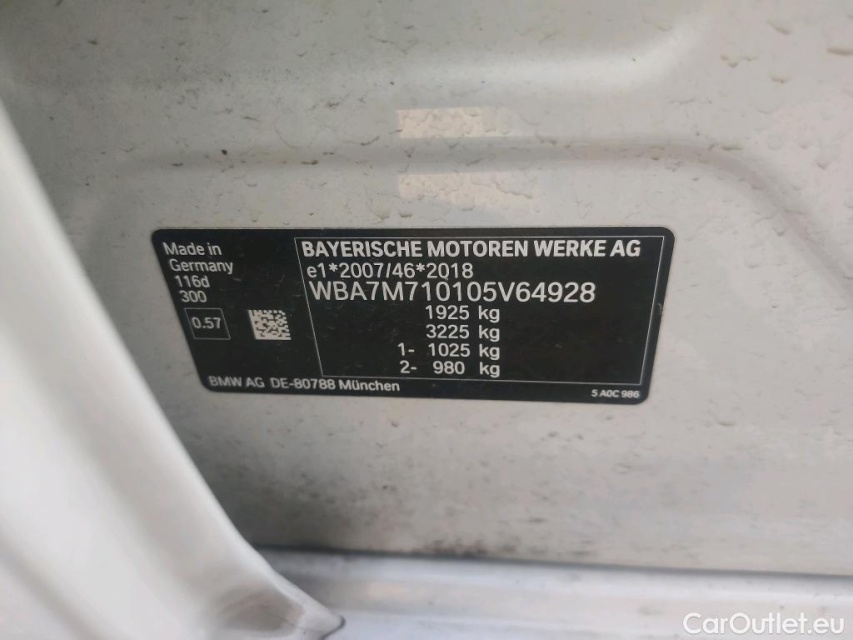 Made in
Germany
116d
300
0.57
BAYERISCHE MOTOREN WERKE AG
e1*2007/46*2018
WBA7M710105V64928
1925 kg
3225 kg
1- 1025 kg
2- 980 kg
BMW AG DE-80788 München
5 A0C 986
CarOutlet.eu